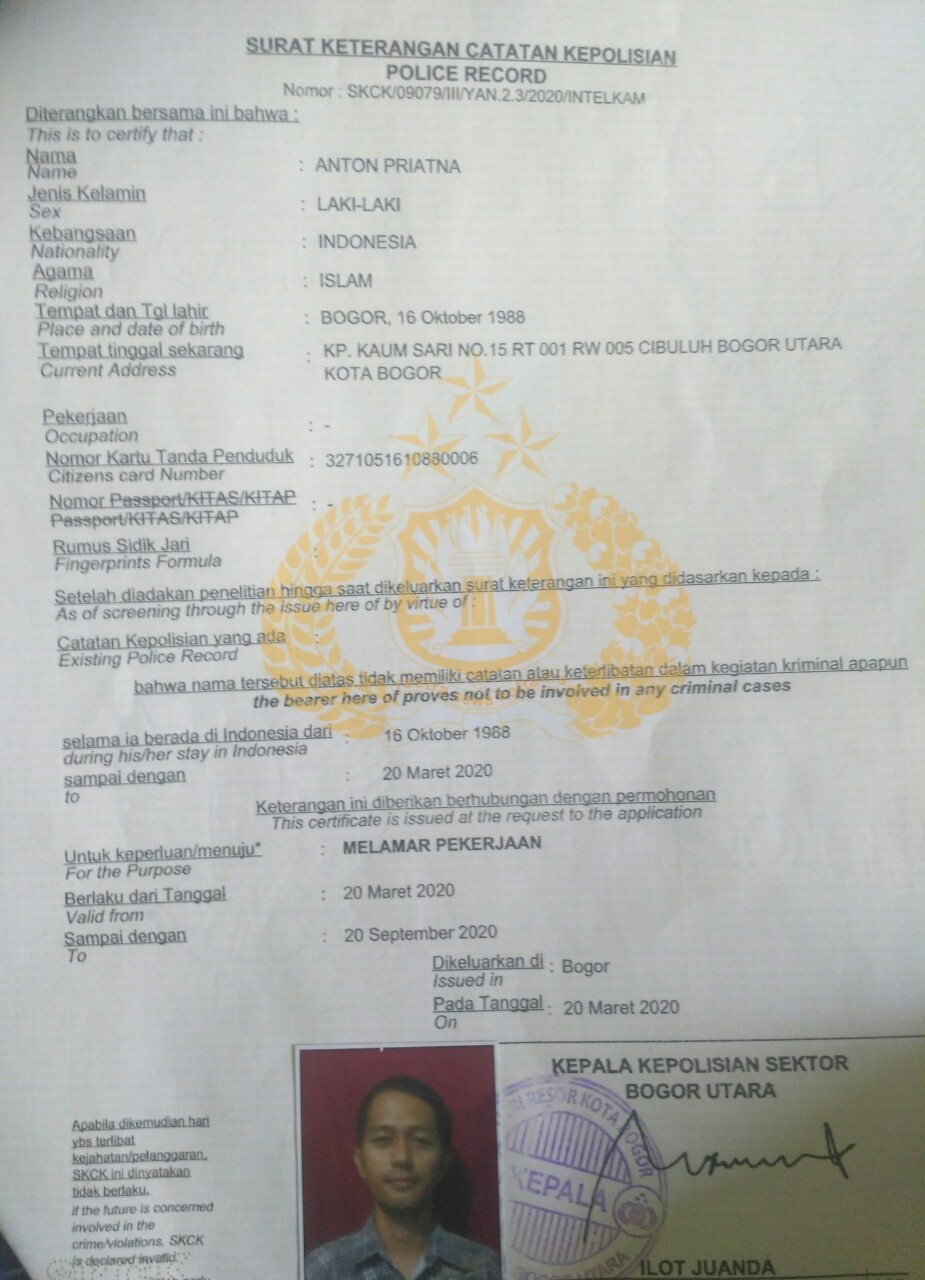 SURAT KETERANGAN CATATAN KEPOLISIAN
POLICE RECORD
Nomor : SKCK/09079/III/YAN.2.3/2020/INTELKAM
Diterangkan bersama ini bahwa :
This is to certify that :
Nama : ANTON PRIATNA
Name
Jenis Kelamin : LAKI-LAKI
Sex
Kebangsaan : INDONESIA
Nationality
Agama : ISLAM
Religion
Tempat dan Tgl lahir : BOGOR, 16 Oktober 1988
Place and date of birth
Tempat tinggal sekarang : KP. KAUM SARI NO.15 RT 001 RW 005 CIBULUH BOGOR UTARA
Current Address KOTA BOGOR
Pekerjaan : -
Occupation
Nomor Kartu Tanda Penduduk : 3271051610880006
Citizens card Number
Nomor Passport/KITAS/KITAP : -
Passport/KITAS/KITAP
Rumus Sidik Jari :
Fingerprints Formula
Setelah diadakan penelitian hingga saat dikeluarkan surat keterangan ini yang didasarkan kepada :
As of screening through the issue here of by virtue of :
Catatan Kepolisian yang ada :
Existing Police Record
bahwa nama tersebut diatas tidak memiliki catatan atau keterlibatan dalam kegiatan kriminal apapun
the bearer here of proves not to be involved in any criminal cases
selama ia berada di Indonesia dari : 16 Oktober 1988
during his/her stay in Indonesia
sampai dengan : 20 Maret 2020
to
Keterangan ini diberikan berhubungan dengan permohonan
This certificate is issued at the request to the application
Untuk keperluan/menuju* : MELAMAR PEKERJAAN
For the Purpose
Berlaku dari Tanggal : 20 Maret 2020
Valid from
Sampai dengan : 20 September 2020
To
Dikeluarkan di : Bogor
Issued in
Pada Tanggal : 20 Maret 2020
On
KEPALA KEPOLISIAN SEKTOR
BOGOR UTARA
RESOR KOTA BOGOR
KEPALA
BOGOR UTARA
ILOT JUANDA
Apabila dikemudian hari
ybs terlibat
kejahatan/pelanggaran,
SKCK ini dinyatakan
tidak berlaku.
if the future is concerned
involved in the
crime/violations. SKCK
is declared invalid.